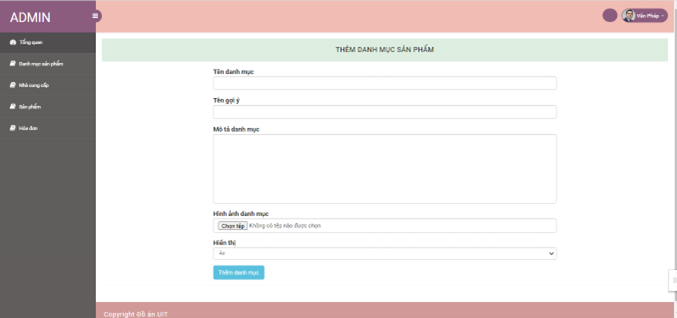 ADMIN
Văn Pháp
Tổng quan
Danh mục sản phẩm
Nhà cung cấp
Sản phẩm
Hóa đơn
THÊM DANH MỤC SẢN PHẨM
Tên danh mục
Tên gợi ý
Mô tả danh mục
Hình ảnh danh mục
Chọn tệp Không có tệp nào được chọn
Hiển thị
Ẩn
Thêm danh mục
Copyright Đồ án UIT